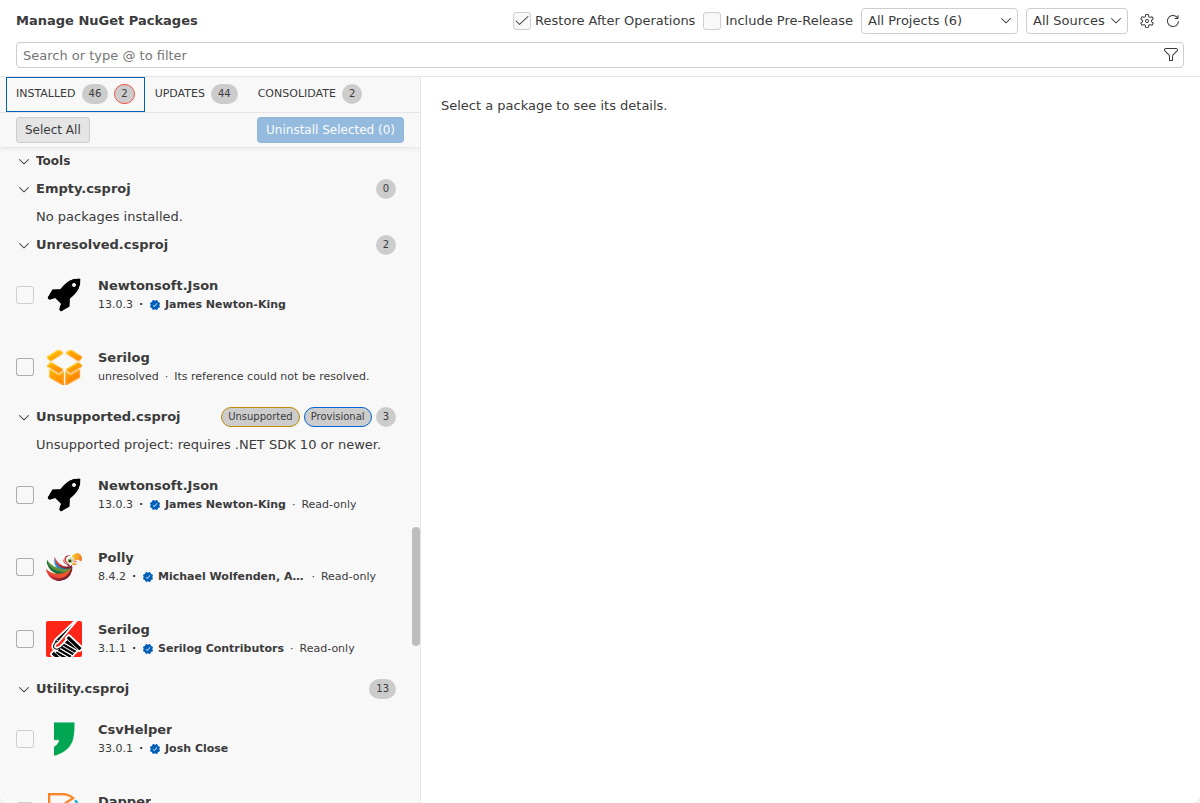 Manage NuGet Packages
Restore After Operations
Include Pre-Release
All Projects (6)
All Sources
Search or type @ to filter
INSTALLED 46 2
UPDATES 44
CONSOLIDATE 2
Select All
Uninstall Selected (0)
Select a package to see its details.
Tools
Empty.csproj 0
No packages installed.
Unresolved.csproj 2
Newtonsoft.Json
13.0.3 · James Newton-King
Serilog
unresolved · Its reference could not be resolved.
Unsupported.csproj Unsupported Provisional 3
Unsupported project: requires .NET SDK 10 or newer.
Newtonsoft.Json
13.0.3 · James Newton-King · Read-only
Polly
8.4.2 · Michael Wolfenden, A... · Read-only
Serilog
3.1.1 · Serilog Contributors · Read-only
Utility.csproj 13
CsvHelper
33.0.1 · Josh Close
Dapper